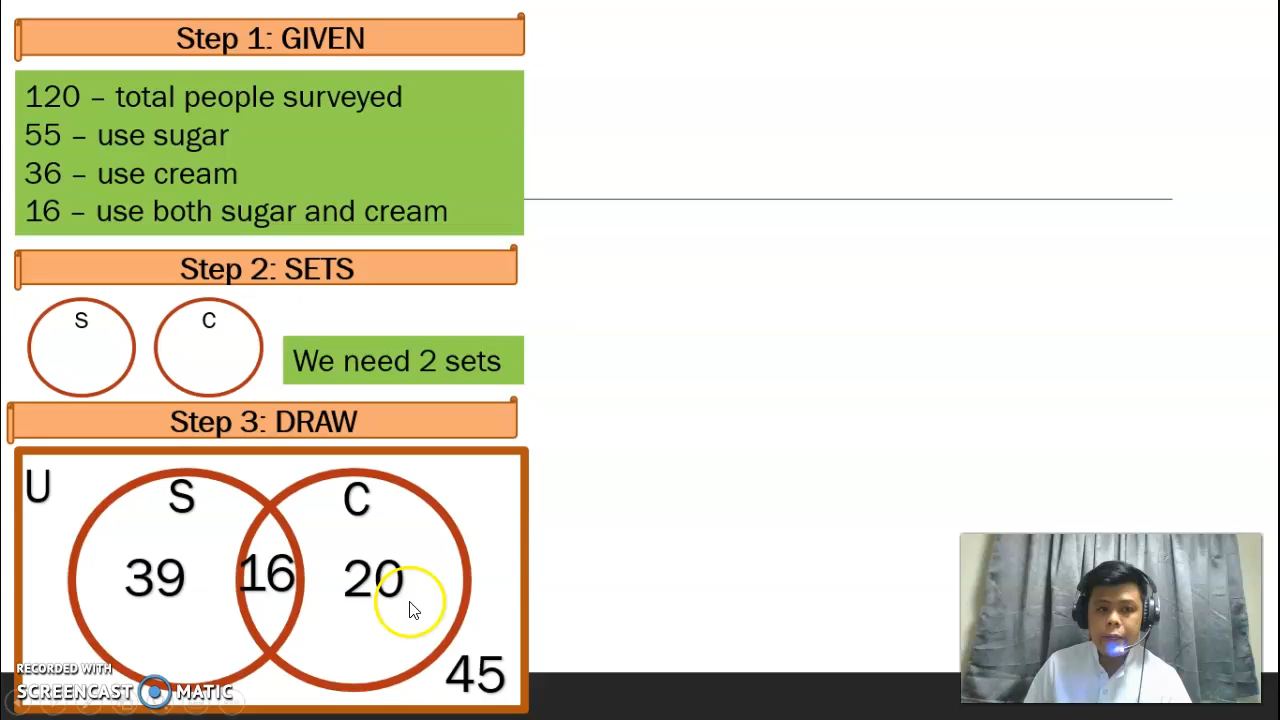 Step 1: GIVEN
120 – total people surveyed
55 – use sugar
36 – use cream
16 – use both sugar and cream
Step 2: SETS
S
C
We need 2 sets
Step 3: DRAW
U
S
C
39
16
20
45
RECORDED WITH
SCREENCAST MATIC